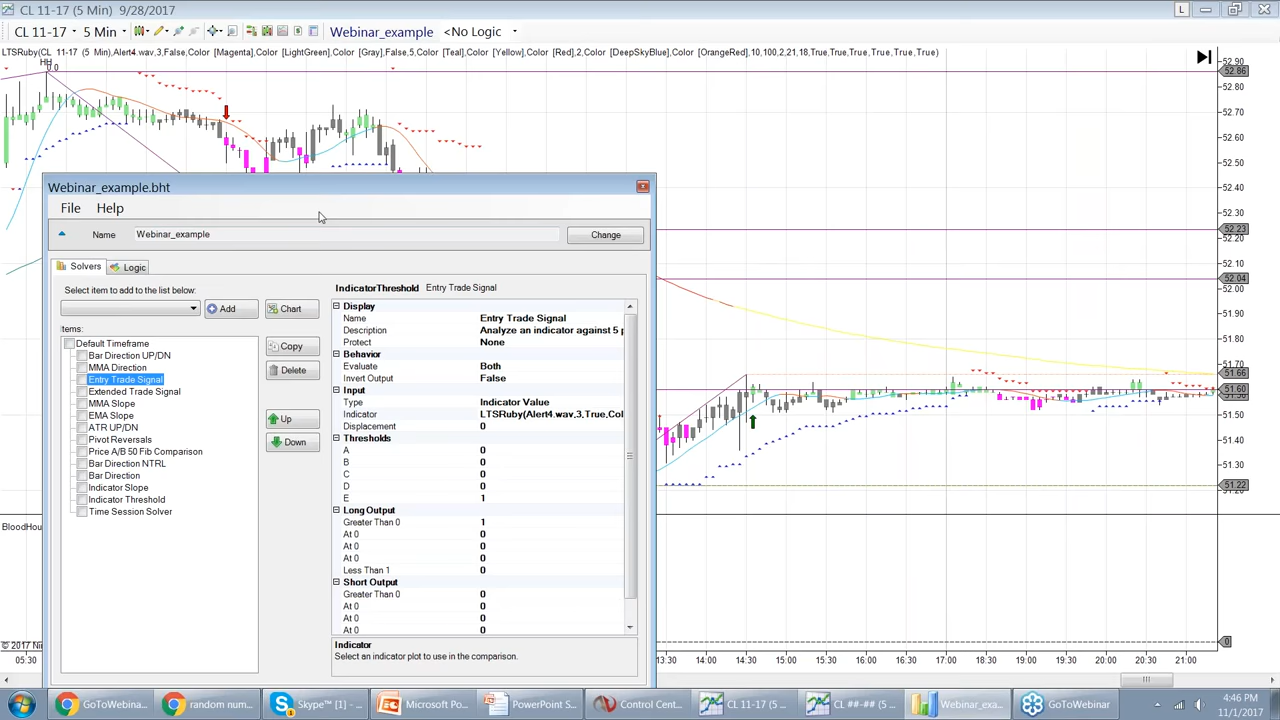 CL 11-17 (5 Min) 9/28/2017
L
CL 11-17 5 Min Webinar_example <No Logic>
LTSRuby(CL 11-17 (5 Min),Alert4.wav,3,False,Color [Magenta],Color [LightGreen],Color [Gray],False,5,Color [Teal],Color [Yellow],Color [Red],2,Color [DeepSkyBlue],Color [OrangeRed],10,100,2,21,18,True,True,True,True,True,True)
HH
0.0
52.90
52.86
52.80
52.70
52.60
52.50
52.40
52.30
52.23
52.20
52.10
52.04
52.00
51.90
51.80
51.70
51.66
51.60
51.50
51.40
51.30
51.22
0
Webinar_example.bht
File Help
Name Webinar_example Change
Solvers Logic
Select item to add to the list below:
Add Chart
Items:
Default Timeframe
Bar Direction UP/DN
MMA Direction
Entry Trade Signal
Extended Trade Signal
MMA Slope
EMA Slope
ATR UP/DN
Pivot Reversals
Price A/B 50 Fib Comparison
Bar Direction NTRL
Bar Direction
Indicator Slope
Indicator Threshold
Time Session Solver
Copy
Delete
Up
Down
IndicatorThreshold Entry Trade Signal
Display
Name Entry Trade Signal
Description Analyze an indicator against 5 p
Protect None
Behavior
Evaluate Both
Invert Output False
Input
Type Indicator Value
Indicator LTSRuby(Alert4.wav,3,True,Col
Displacement 0
Thresholds
A 0
B 0
C 0
D 0
E 1
Long Output
Greater Than 0 1
At 0 0
At 0 0
At 0 0
Less Than 1 0
Short Output
Greater Than 0 0
At 0 0
At 0 0
At 0 0
Indicator
Select an indicator plot to use in the comparison.
BloodHou
© 2017 Ni
05:30
13:30 14:00 14:30 15:00 15:30 16:00 16:30 17:00 17:30 18:00 18:30 19:00 19:30 20:00 20:30 21:00
GoToWebina... random num... Skype™ [1] - ... Microsoft Po... PowerPoint S... Control Cent... CL 11-17 (5 ... CL ##-## (5 ... Webinar_exa... GoToWebinar
4:46 PM
11/1/2017